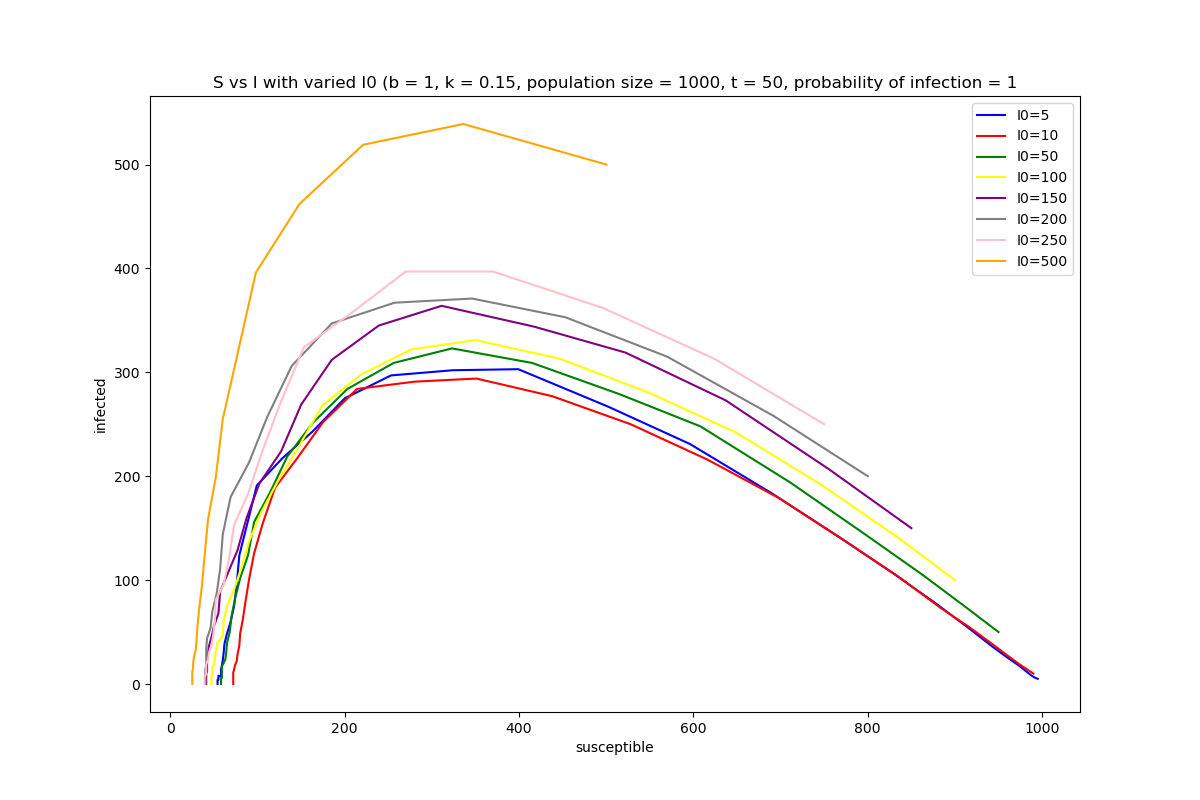 S vs I with varied I0 (b = 1, k = 0.15, population size = 1000, t = 50, probability of infection = 1
I0=5
I0=10
I0=50
I0=100
I0=150
I0=200
I0=250
I0=500
500
400
300
200
100
0
infected
0 200 400 600 800 1000
susceptible